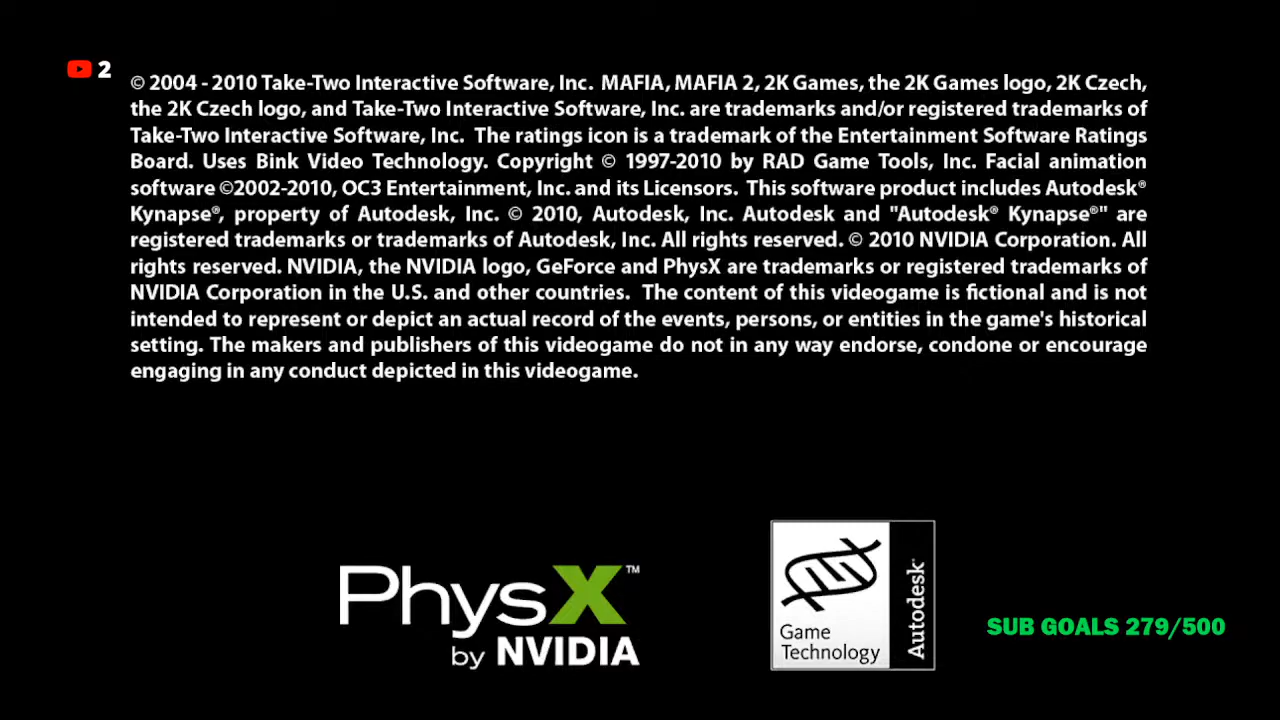 2
© 2004 - 2010 Take-Two Interactive Software, Inc.  MAFIA, MAFIA 2, 2K Games, the 2K Games logo, 2K Czech,
the 2K Czech logo, and Take-Two Interactive Software, Inc. are trademarks and/or registered trademarks of
Take-Two Interactive Software, Inc.  The ratings icon is a trademark of the Entertainment Software Ratings
Board. Uses Bink Video Technology. Copyright © 1997-2010 by RAD Game Tools, Inc. Facial animation
software ©2002-2010, OC3 Entertainment, Inc. and its Licensors.  This software product includes Autodesk®
Kynapse®, property of Autodesk, Inc. © 2010, Autodesk, Inc. Autodesk and "Autodesk® Kynapse®" are
registered trademarks or trademarks of Autodesk, Inc. All rights reserved. © 2010 NVIDIA Corporation. All
rights reserved. NVIDIA, the NVIDIA logo, GeForce and PhysX are trademarks or registered trademarks of
NVIDIA Corporation in the U.S. and other countries.  The content of this videogame is fictional and is not
intended to represent or depict an actual record of the events, persons, or entities in the game's historical
setting. The makers and publishers of this videogame do not in any way endorse, condone or encourage
engaging in any conduct depicted in this videogame.
PhysX™
by NVIDIA
Game
Technology
Autodesk®
SUB GOALS 279/500